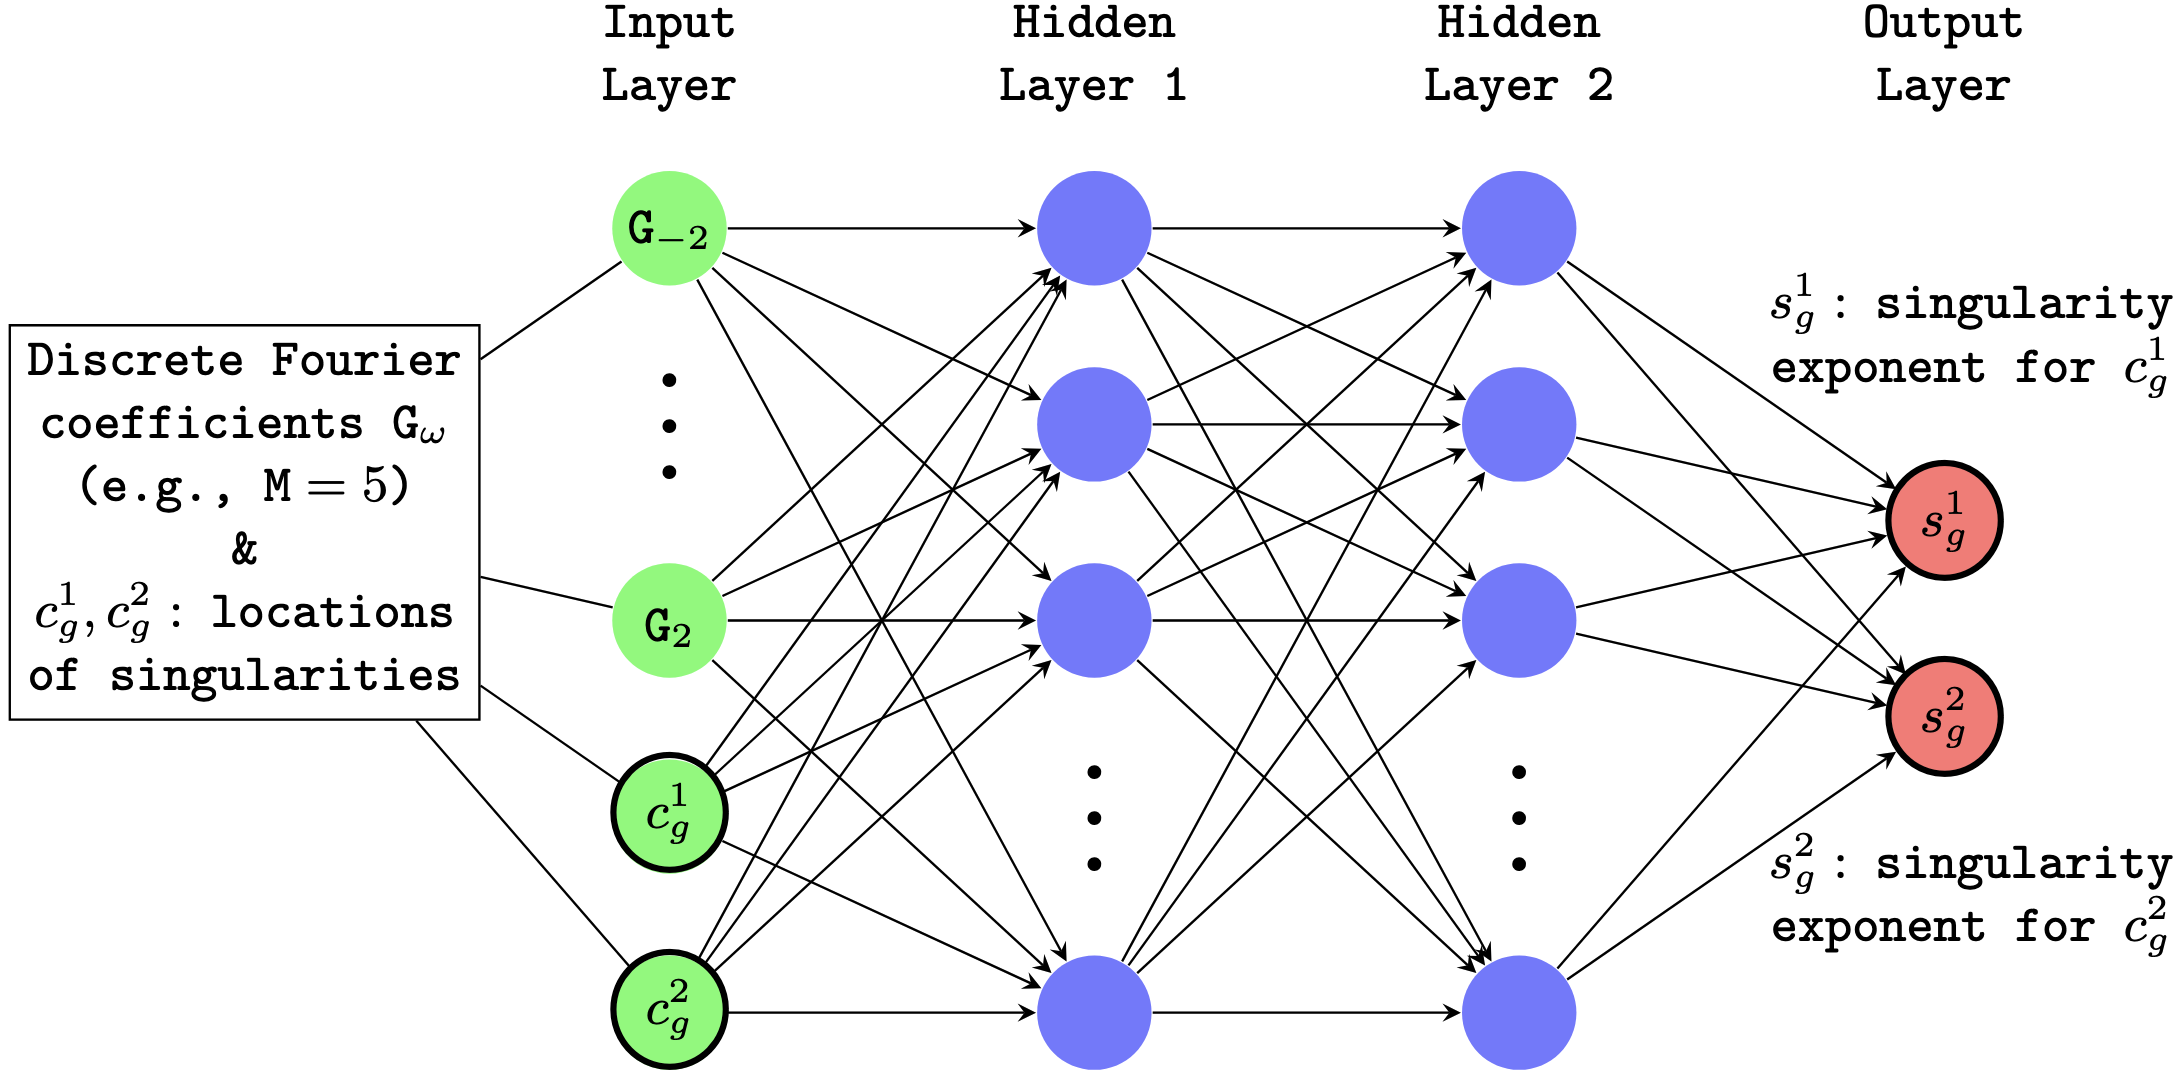 Input
Layer
Hidden
Layer 1
Hidden
Layer 2
Output
Layer
Discrete Fourier
coefficients G_ω
(e.g., M = 5)
&
c_g^1, c_g^2 : locations
of singularities
G_{−2}
G_2
c_g^1
c_g^2
s_g^1 : singularity
exponent for c_g^1
s_g^1
s_g^2
s_g^2 : singularity
exponent for c_g^2